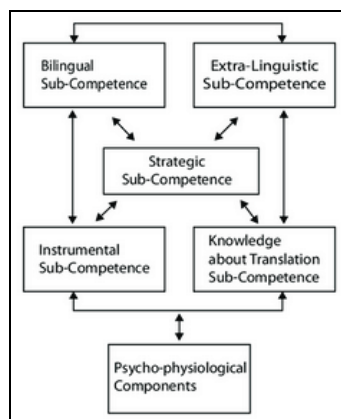 Bilingual
Sub-Competence
Extra-Linguistic
Sub-Competence
Strategic
Sub-Competence
Instrumental
Sub-Competence
Knowledge
about Translation
Sub-Competence
Psycho-physiological
Components